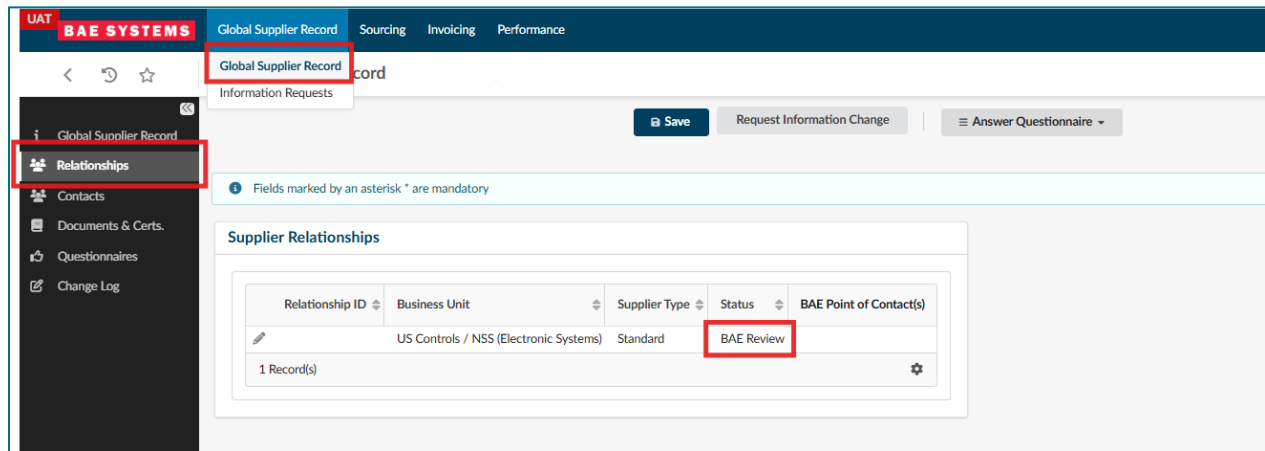 UAT
BAE SYSTEMS
Global Supplier Record Sourcing Invoicing Performance
Global Supplier Record
Information Requests
cord
Global Supplier Record
Relationships
Contacts
Documents & Certs.
Questionnaires
Change Log
Save Request Information Change Answer Questionnaire
Fields marked by an asterisk * are mandatory
Supplier Relationships
Relationship ID Business Unit Supplier Type Status BAE Point of Contact(s)
US Controls / NSS (Electronic Systems) Standard BAE Review
1 Record(s)